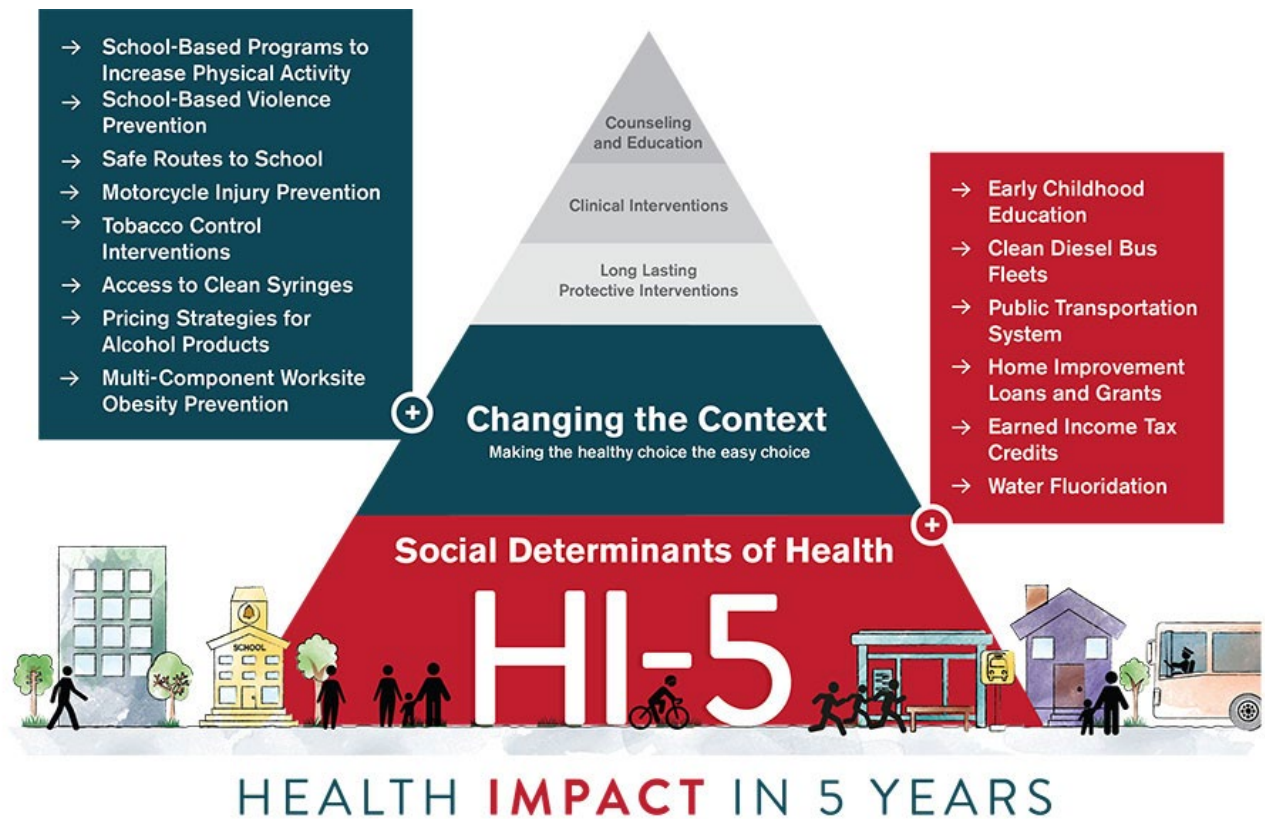 → School-Based Programs to
Increase Physical Activity
→ School-Based Violence
Prevention
→ Safe Routes to School
→ Motorcycle Injury Prevention
→ Tobacco Control
Interventions
→ Access to Clean Syringes
→ Pricing Strategies for
Alcohol Products
→ Multi-Component Worksite
Obesity Prevention
Counseling
and Education
Clinical Interventions
Long Lasting
Protective Interventions
Changing the Context
Making the healthy choice the easy choice
→ Early Childhood
Education
→ Clean Diesel Bus
Fleets
→ Public Transportation
System
→ Home Improvement
Loans and Grants
→ Earned Income Tax
Credits
→ Water Fluoridation
Social Determinants of Health
HI-5
SCHOOL
HEALTH IMPACT IN 5 YEARS